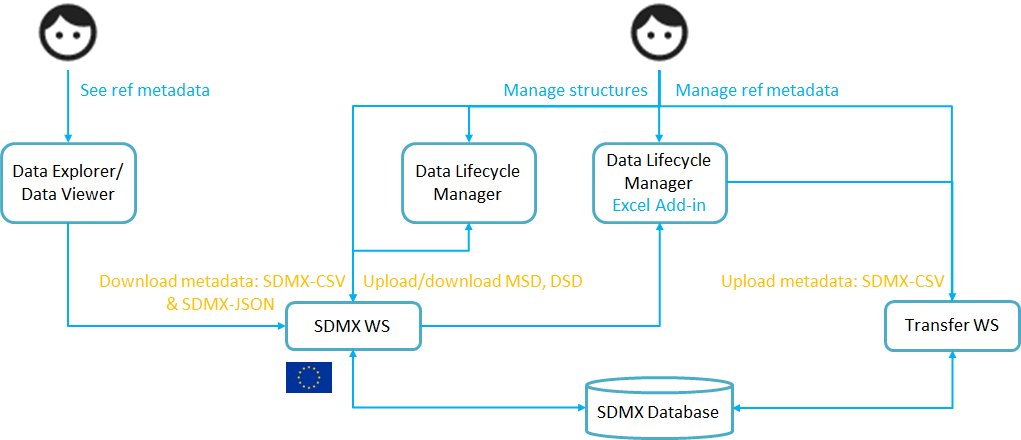 See ref metadata
Manage structures
Manage ref metadata
Data Explorer/
Data Viewer
Data Lifecycle
Manager
Data Lifecycle
Manager
Excel Add-in
Download metadata: SDMX-CSV
& SDMX-JSON
Upload/download MSD, DSD
Upload metadata: SDMX-CSV
SDMX WS
Transfer WS
SDMX Database